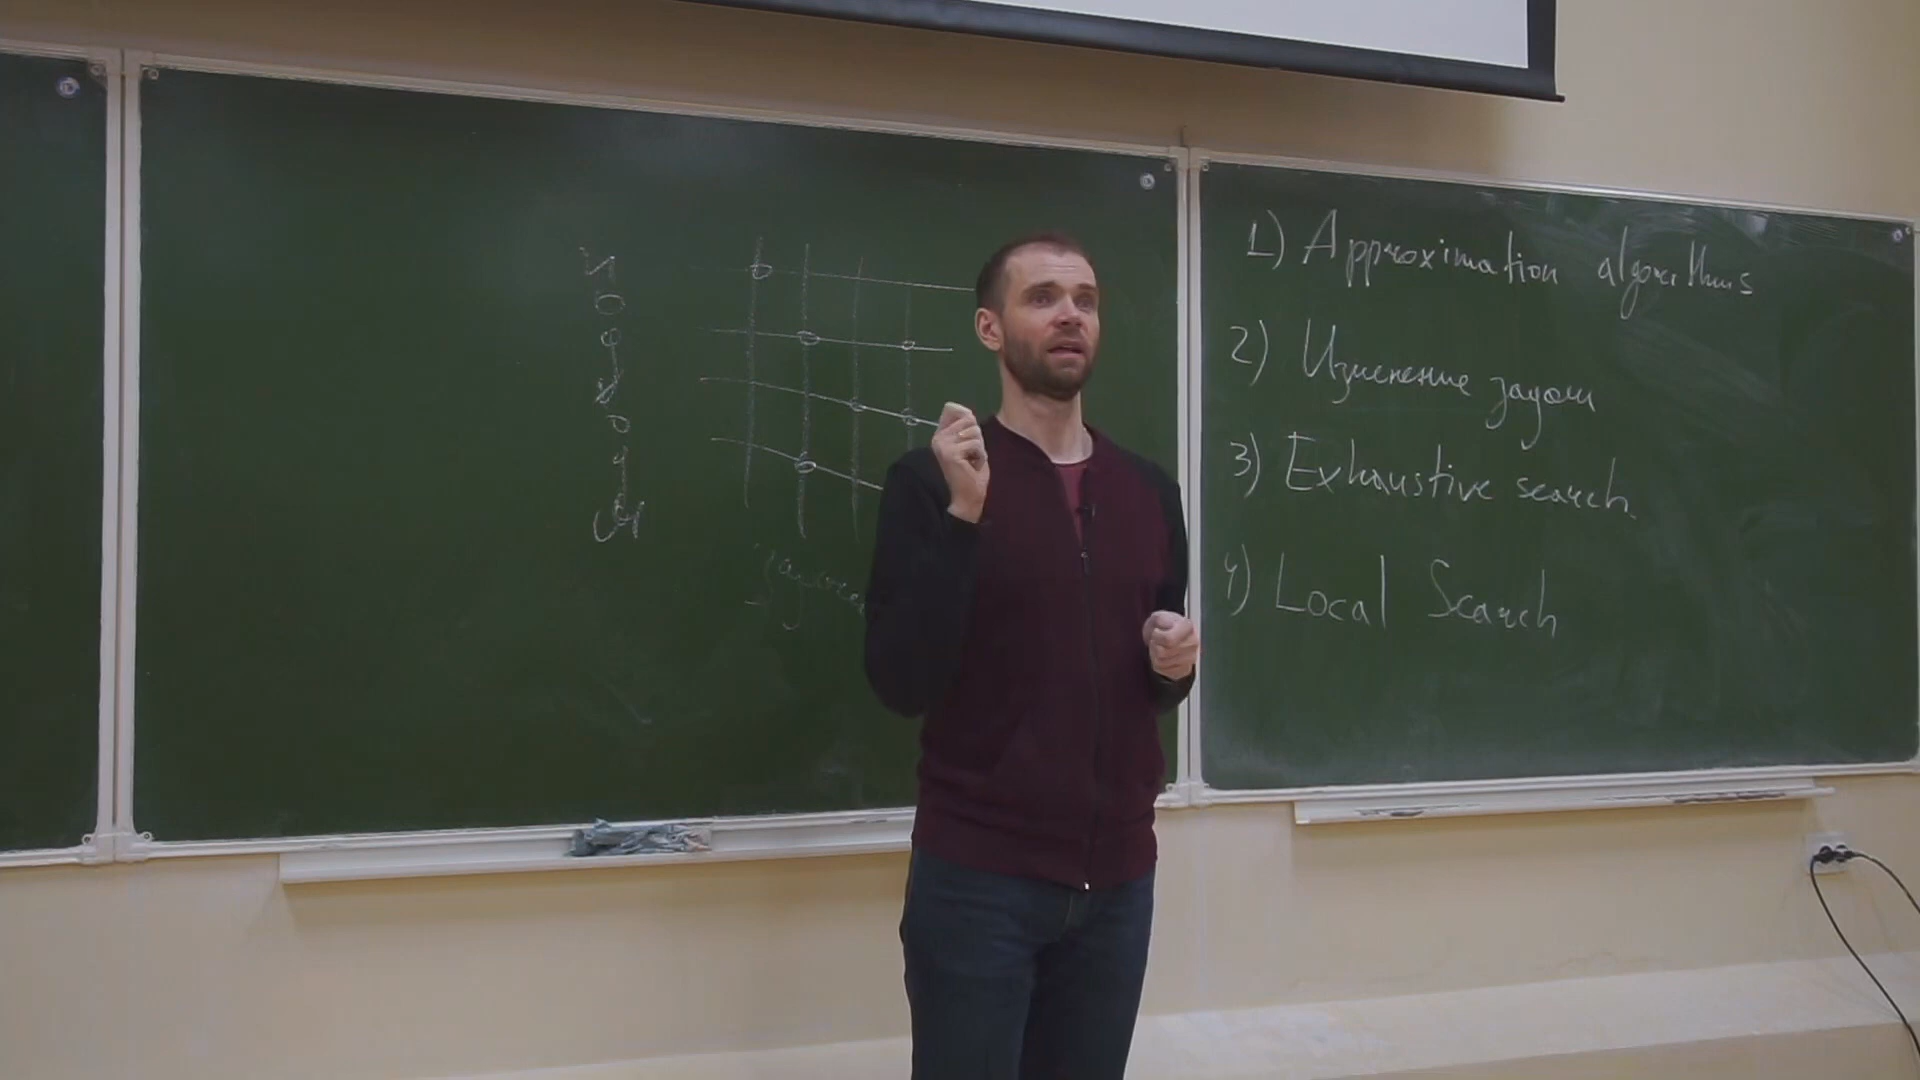 1) Approximation algorithms
2) Изменение задачи
3) Exhaustive search
4) Local Search